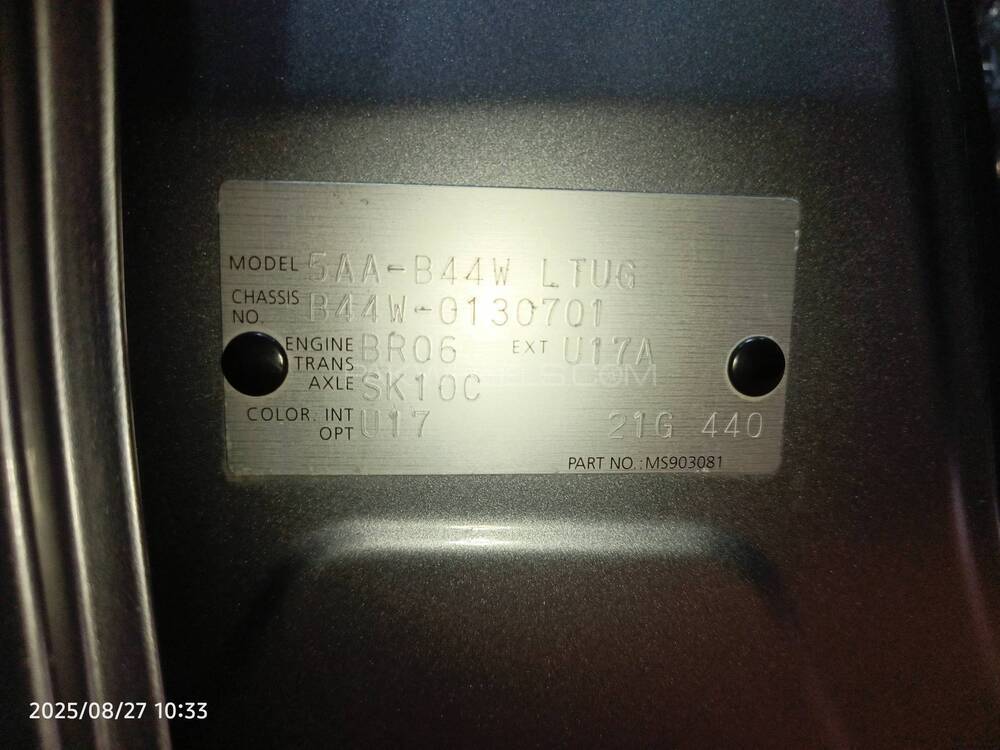 MODEL 5AA-B44W LTUG
CHASSIS NO. B44W-0130701
ENGINE BR06 EXT U17A
TRANS AXLE SK10C
COLOR. INT U17
OPT 21G 440
PART NO.:MS903081
2025/08/27 10:33